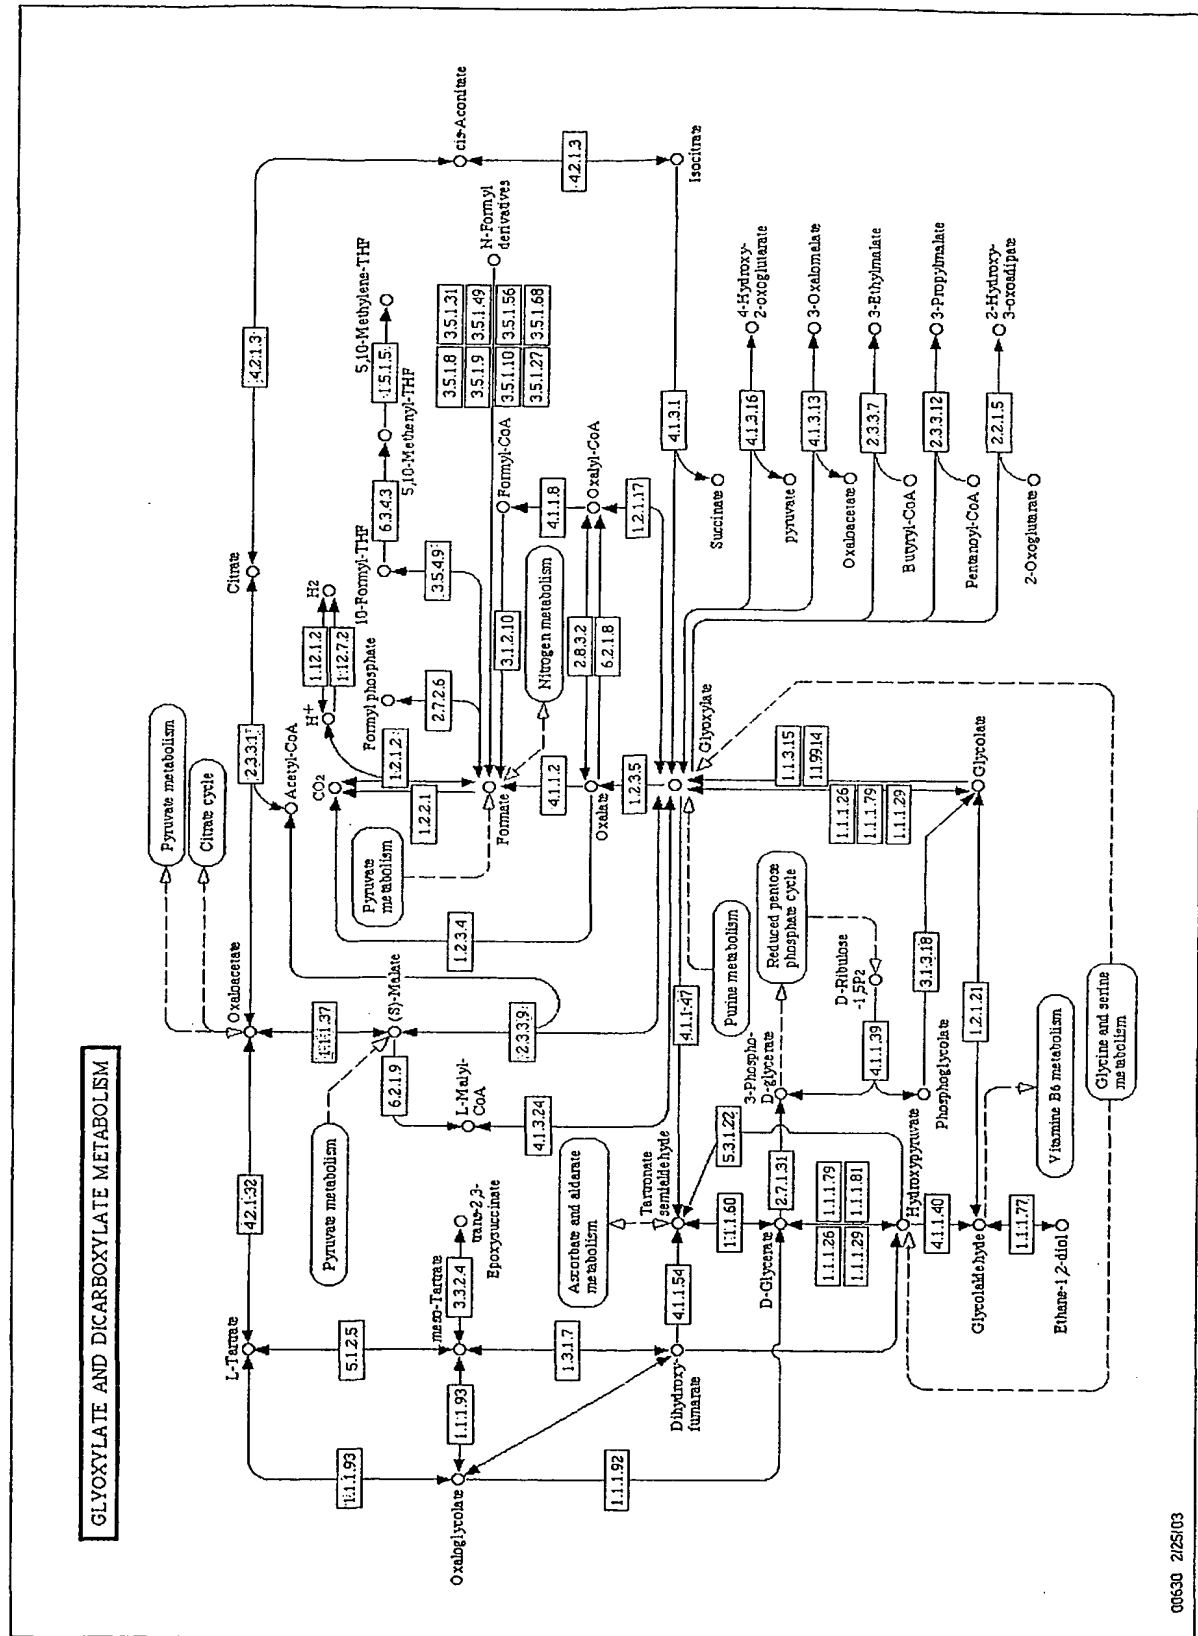 GLYOXYLATE AND DICARBOXYLATE METABOLISM
Pyruvate metabolism
Citrate cycle
L-Tartrate
4.2.1.32
Oxaloacetate
2.3.3.1
Citrate
4.2.1.3
Acetyl-CoA
1.1.1.93
5.1.2.5
1.1.1.37
Pyruvate metabolism
(S)-Malate
6.2.1.9
L-Malyl-
CoA
4.1.3.24
2.3.3.9
CO2
H+
1.12.1.2
1.12.7.2
H2
1.2.1.2
1.2.2.1
Formyl phosphate
2.7.2.6
10-Formyl-THF
3.5.4.9
6.3.4.3
5,10-Methenyl-THF
1.5.1.5
5,10-Methylene-THF
cis-Aconitate
4.2.1.3
Isocitrate
Oxaloglycolate
1.1.1.93
meso-Tartrate
3.3.2.4
trans-2,3-
Epoxysuccinate
1.3.1.7
Pyruvate
metabolism
1.2.3.4
Formate
3.1.2.10
Formyl-CoA
3.5.1.8
3.5.1.31
3.5.1.9
3.5.1.49
3.5.1.10
3.5.1.56
3.5.1.27
3.5.1.68
N-Formyl
derivatives
Nitrogen metabolism
4.1.1.2
4.1.1.8
Oxalate
2.8.3.2
6.2.1.8
Oxalyl-CoA
1.2.3.5
1.2.1.17
1.1.1.92
Ascorbate and aldarate
metabolism
Dihydroxy-
fumarate
4.1.1.54
Tartronate
semialdehyde
4.1.1.47
Glyoxylate
4.1.3.1
Succinate
1.1.1.60
5.3.1.22
Purine metabolism
4.1.3.16
pyruvate
4-Hydroxy-
2-oxoglutarate
D-Glycerate
2.7.1.31
3-Phospho-
D-glycerate
Reduced pentose
phosphate cycle
4.1.3.13
Oxaloacetate
3-Oxalomalate
1.1.1.26
1.1.1.79
1.1.1.29
1.1.1.81
4.1.1.39
D-Ribulose
-1,5P2
1.1.1.26
1.1.3.15
1.1.1.79
1.1.99.14
1.1.1.29
2.3.3.7
Butyryl-CoA
3-Ethylmalate
Hydroxypyruvate
Phosphoglycolate
3.1.3.18
2.3.3.12
Pentanoyl-CoA
3-Propylmalate
4.1.1.40
Glycolaldehyde
1.2.1.21
Glycolate
2.2.1.5
2-Oxoglutarate
2-Hydroxy-
3-oxoadipate
1.1.1.77
Ethane-1,2-diol
Vitamine B6 metabolism
Glycine and serine
metabolism
00630 2/25/03